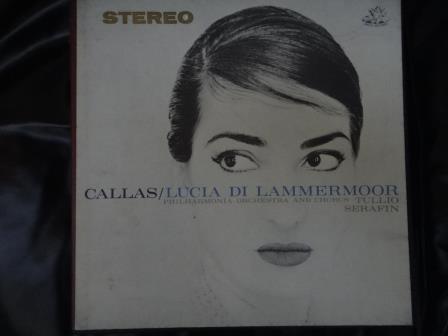 STEREO
CALLAS/LUCIA DI LAMMERMOOR
PHILHARMONIA ORCHESTRA AND CHORUS TULLIO
SERAFIN